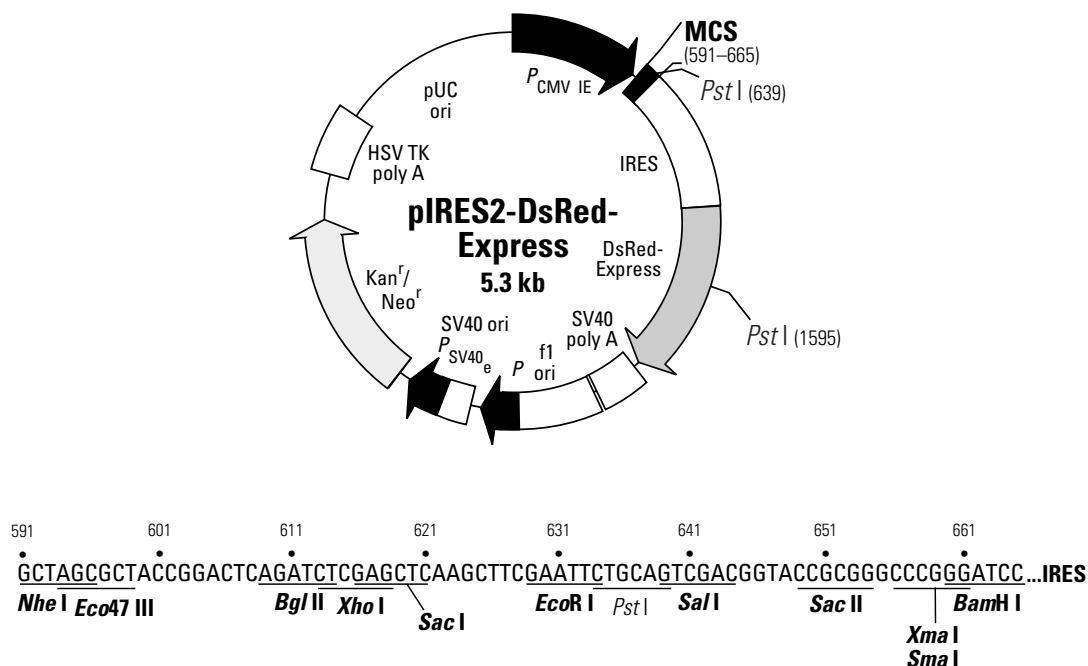 MCS
(591–665)
Pst I (639)
P CMV IE
pUC
ori
HSV TK
poly A
IRES
pIRES2-DsRed-
Express
5.3 kb
DsRed-
Express
Kanr/
Neor
SV40 ori
P SV40e
SV40
poly A
f1
ori
P
Pst I (1595)
591 601 611 621 631 641 651 661
GCTAGCGCTACCGGACTCAGATCTCGAGCTCAAGCTTCGAATTCTGCAGTCGACGGTACCGCGGGCCCGGGATCC...IRES
Nhe I Eco47 III Bgl II Xho I Sac I EcoR I Pst I Sal I Sac II BamH I
Xma I
Sma I